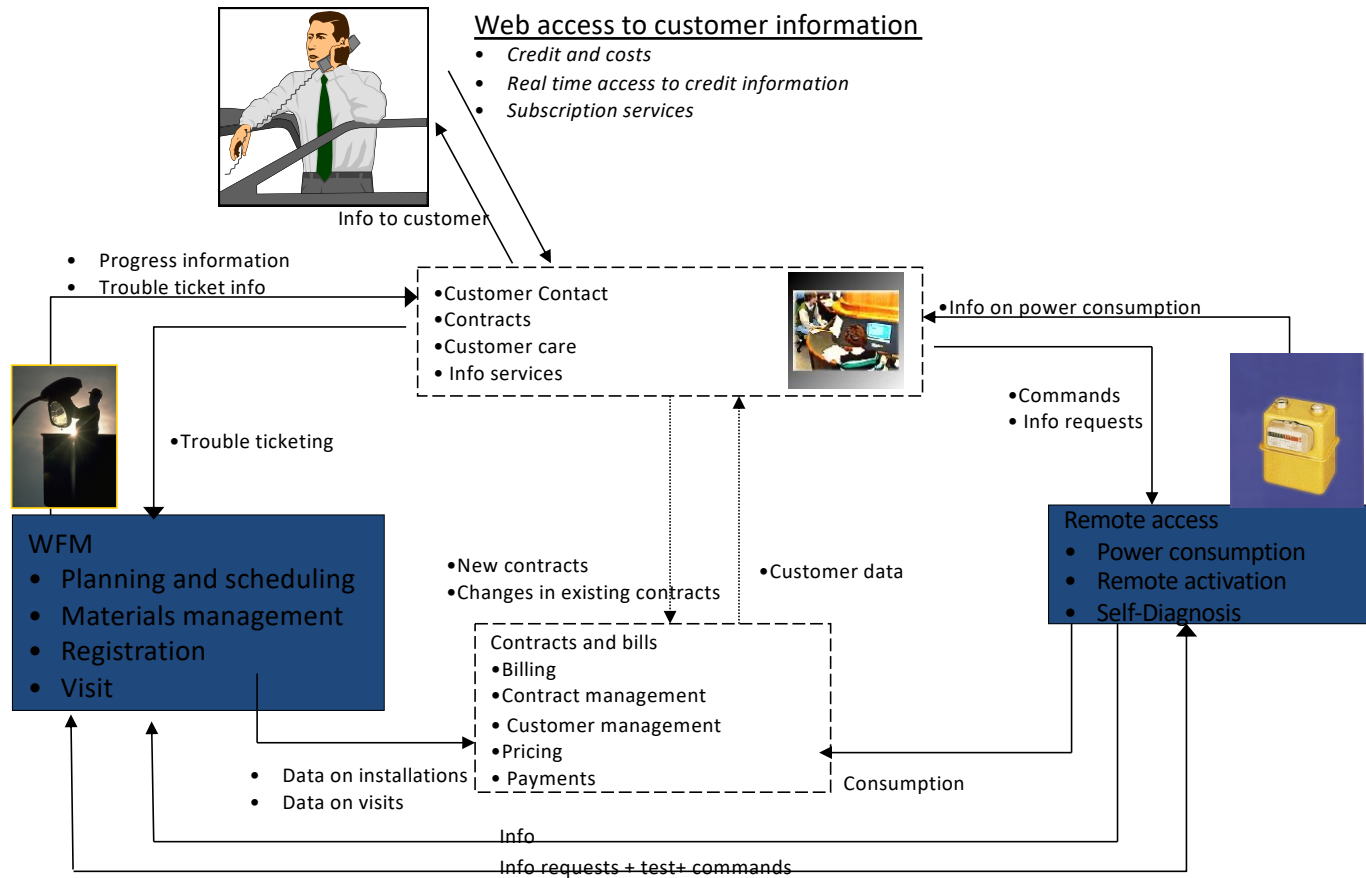 Web access to customer information
• Credit and costs
• Real time access to credit information
• Subscription services
Info to customer
• Progress information
• Trouble ticket info
•Customer Contact
•Contracts
•Customer care
• Info services
•Info on power consumption
•Commands
• Info requests
•Trouble ticketing
WFM
• Planning and scheduling
• Materials management
• Registration
• Visit
•New contracts
•Changes in existing contracts
•Customer data
Remote access
• Power consumption
• Remote activation
• Self-Diagnosis
Contracts and bills
•Billing
•Contract management
• Customer management
•Pricing
• Payments
• Data on installations
• Data on visits
Consumption
Info
Info requests + test+ commands